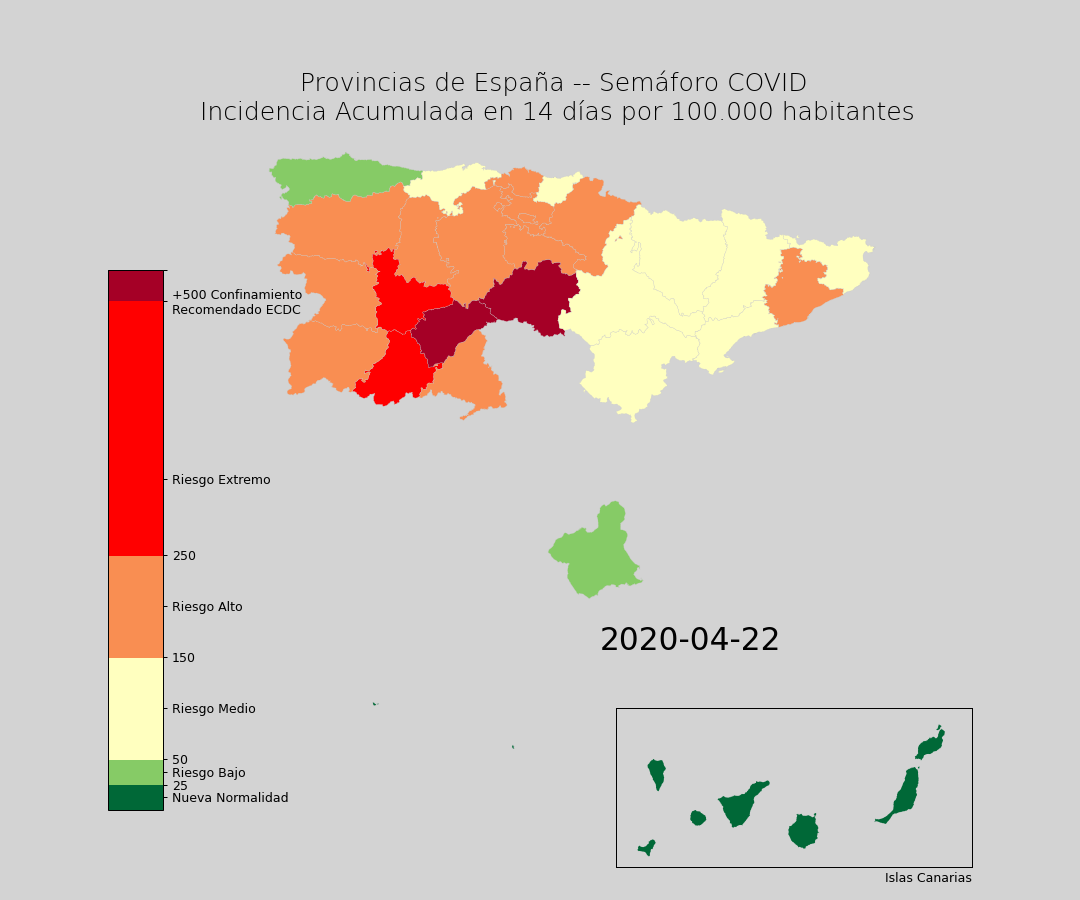 Provincias de España -- Semáforo COVID
Incidencia Acumulada en 14 días por 100.000 habitantes
+500 Confinamiento
Recomendado ECDC
Riesgo Extremo
250
Riesgo Alto
150
Riesgo Medio
50
Riesgo Bajo
25
Nueva Normalidad
2020-04-22
Islas Canarias